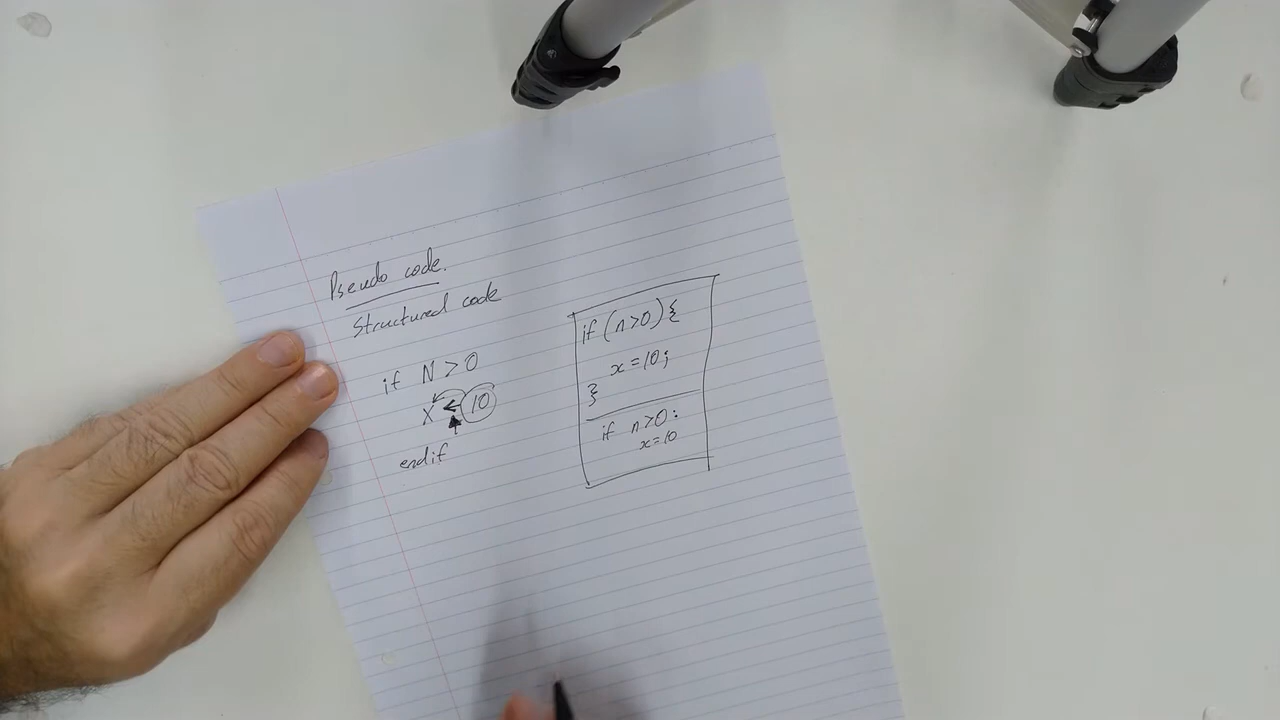 Pseudo code.
Structured code
if N > 0
X ← 10
endif
if (n>0) {
x = 10;
}
if n>0:
x=10